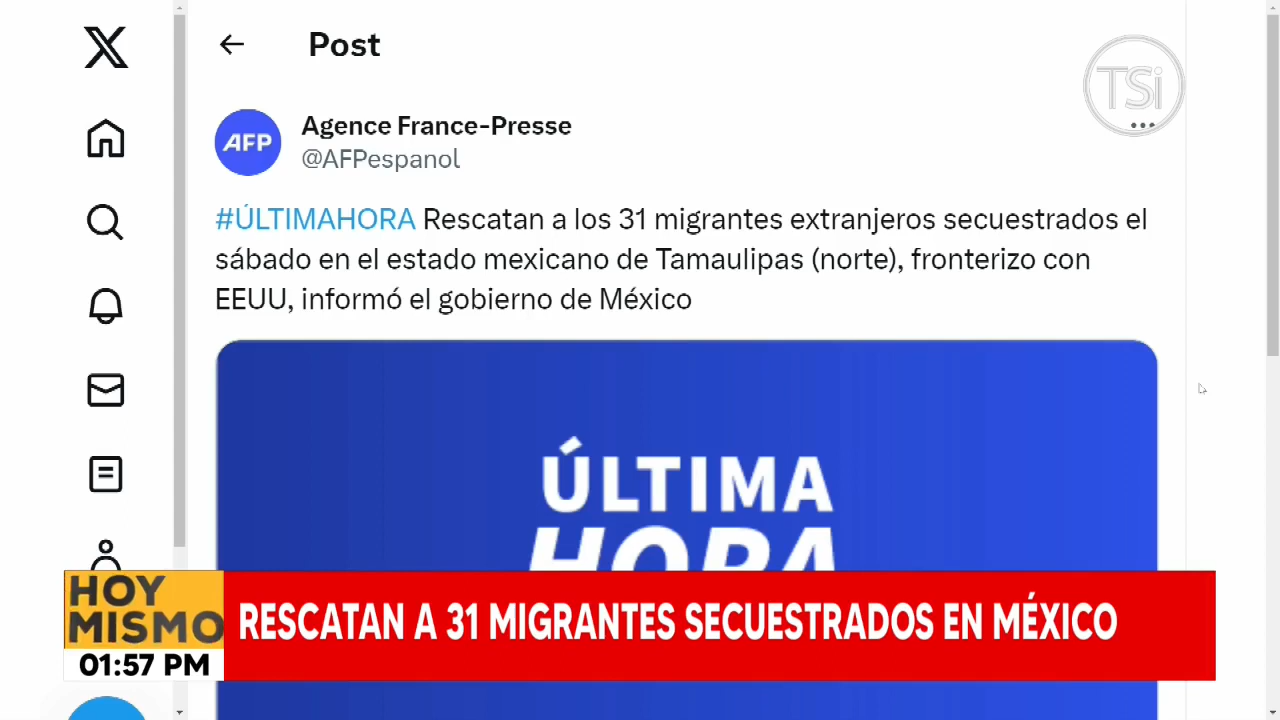 Post
TSi
AFP
Agence France-Presse
@AFPespanol
#ÚLTIMAHORA Rescatan a los 31 migrantes extranjeros secuestrados el
sábado en el estado mexicano de Tamaulipas (norte), fronterizo con
EEUU, informó el gobierno de México
ÚLTIMA
HORA
HOY
MISMO
RESCATAN A 31 MIGRANTES SECUESTRADOS EN MÉXICO
01:57 PM